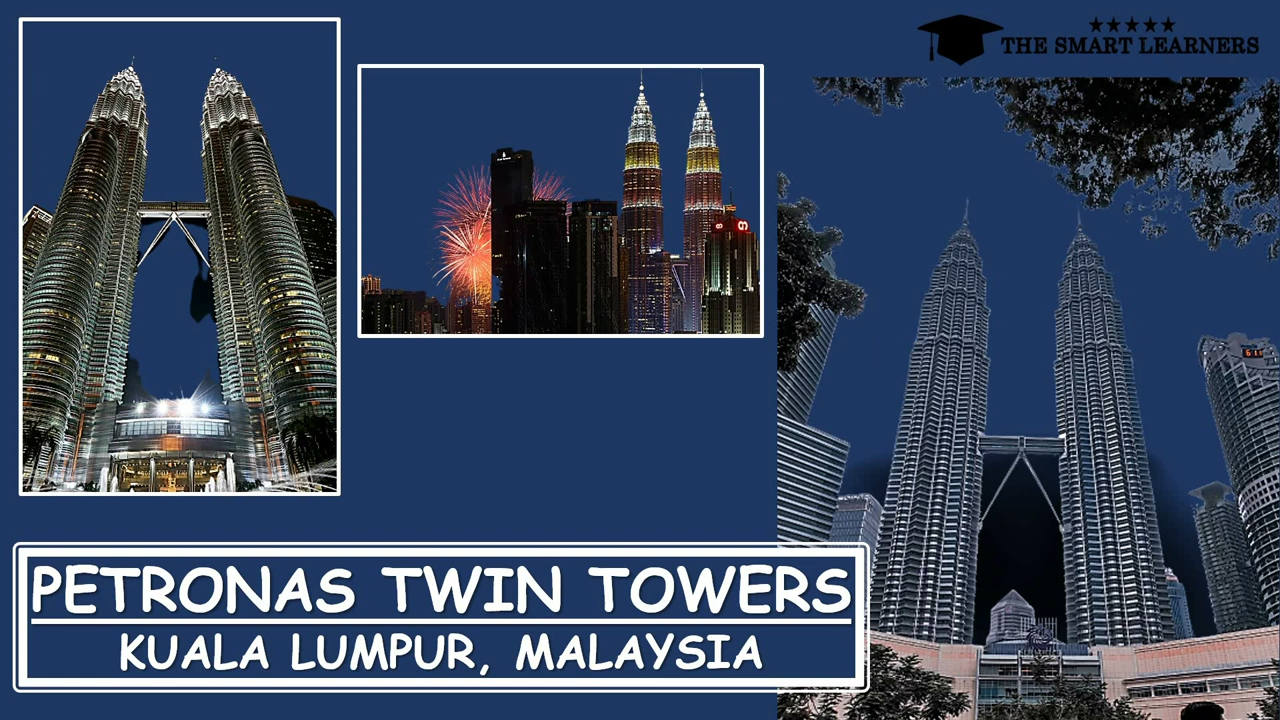 THE SMART LEARNERS
PETRONAS TWIN TOWERS
KUALA LUMPUR, MALAYSIA